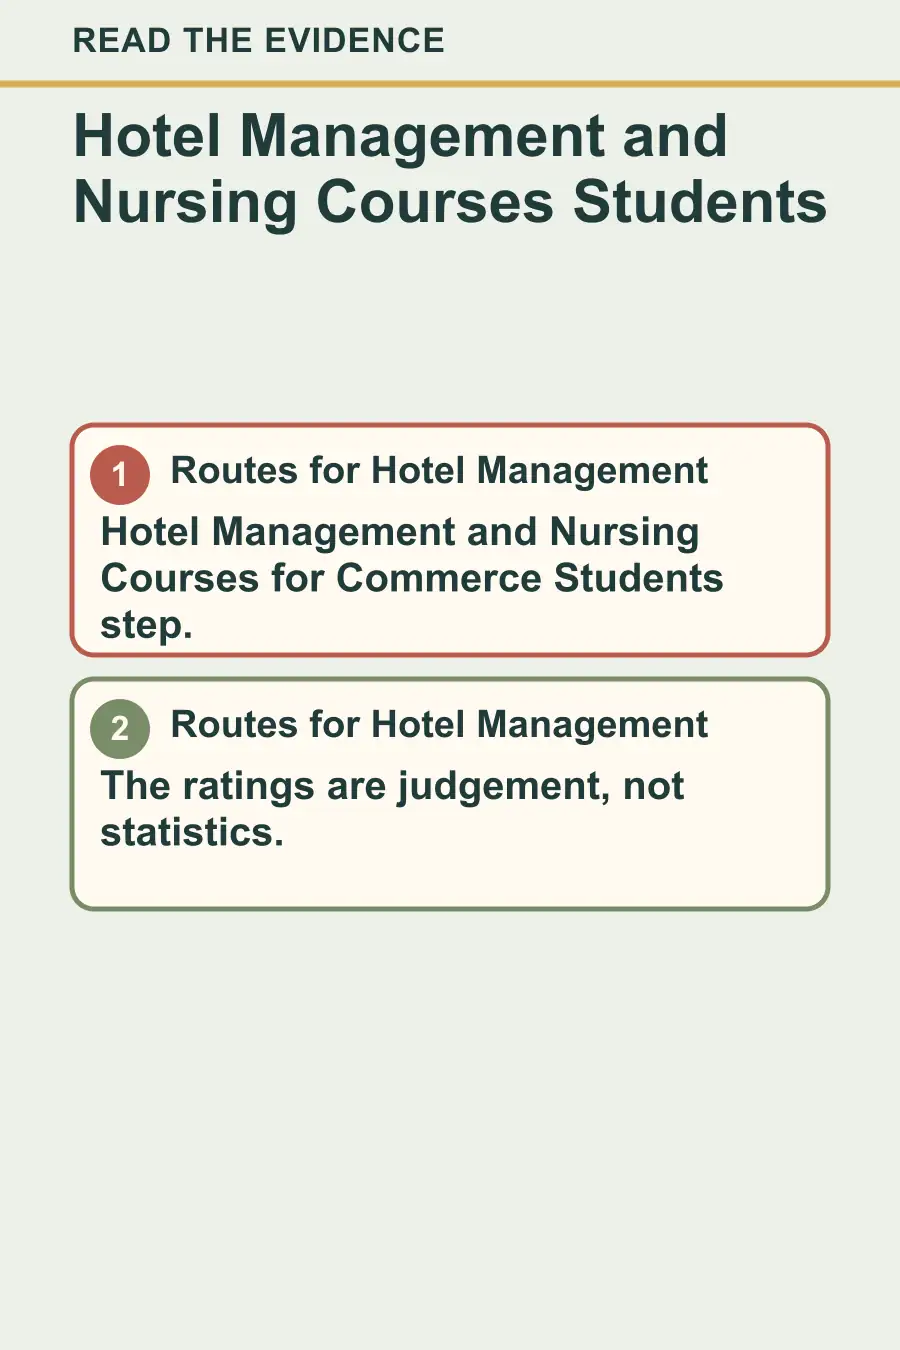 READ THE EVIDENCE
Hotel Management and
Nursing Courses Students
1 Routes for Hotel Management
Hotel Management and Nursing
Courses for Commerce Students
step.
2 Routes for Hotel Management
The ratings are judgement, not
statistics.